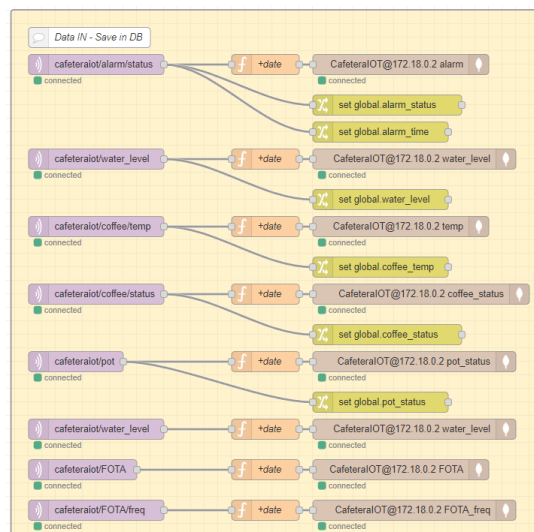 Data IN - Save in DB
cafeteraiot/alarm/status
+date
CafeteraIOT@172.18.0.2 alarm
connected
connected
set global.alarm_status
set global.alarm_time
cafeteraiot/water_level
+date
CafeteraIOT@172.18.0.2 water_level
connected
connected
set global.water_level
cafeteraiot/coffee/temp
+date
CafeteraIOT@172.18.0.2 temp
connected
connected
set global.coffee_temp
cafeteraiot/coffee/status
+date
CafeteraIOT@172.18.0.2 coffee_status
connected
connected
set global.coffee_status
cafeteraiot/pot
+date
CafeteraIOT@172.18.0.2 pot_status
connected
connected
set global.pot_status
cafeteraiot/water_level
+date
CafeteraIOT@172.18.0.2 water_level
connected
connected
cafeteraiot/FOTA
+date
CafeteraIOT@172.18.0.2 FOTA
connected
connected
cafeteraiot/FOTA/freq
+date
CafeteraIOT@172.18.0.2 FOTA_freq
connected
connected